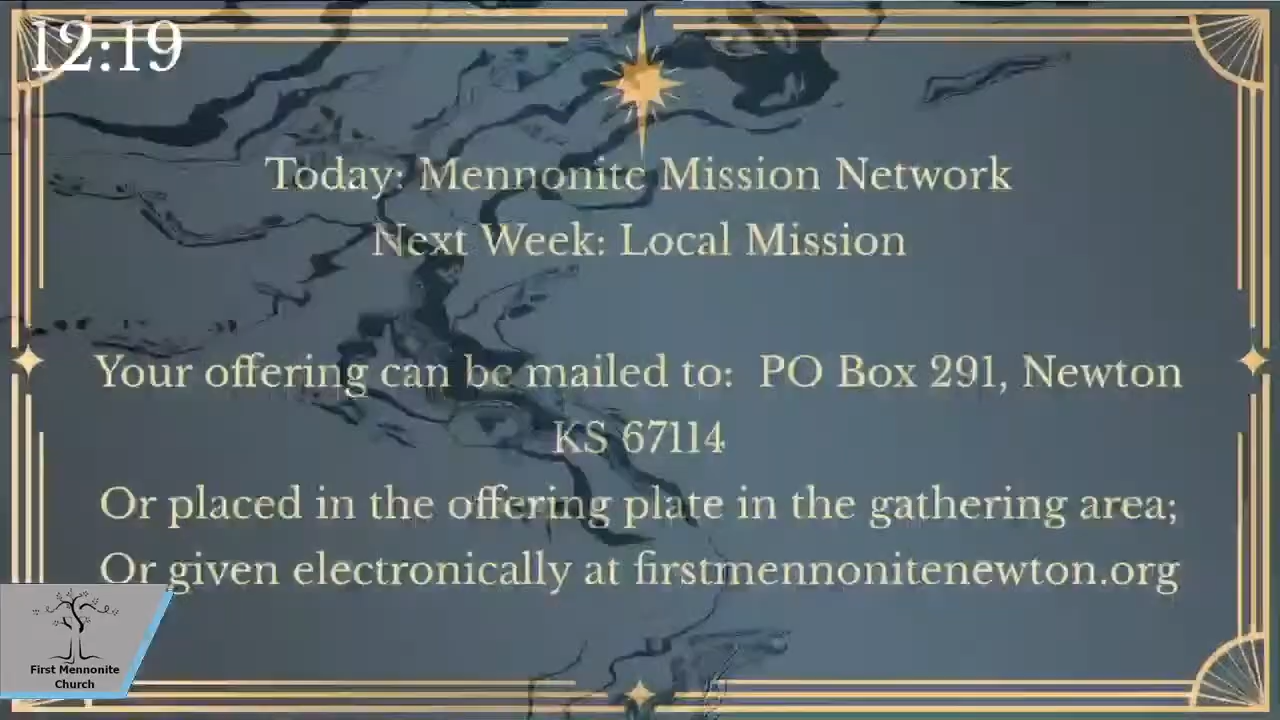 12:19
Today: Mennonite Mission Network
Next Week: Local Mission
Your offering can be mailed to: PO Box 291, Newton
KS 67114
Or placed in the offering plate in the gathering area;
Or given electronically at firstmennonitenewton.org
First Mennonite
Church